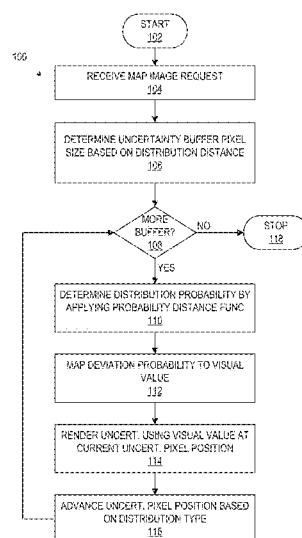 START
102
100
RECEIVE MAP IMAGE REQUEST
104
DETERMINE UNCERTAINTY BUFFER PIXEL
SIZE BASED ON DISTRIBUTION DISTANCE
106
MORE
BUFFER?
108
NO
STOP
118
YES
DETERMINE DISTRIBUTION PROBABILITY BY
APPLYING PROBABILITY DISTANCE FUNC
110
MAP DEVIATION PROBABILITY TO VISUAL
VALUE
112
RENDER UNCERT. USING VISUAL VALUE AT
CURRENT UNCERT. PIXEL POSITION
114
ADVANCE UNCERT. PIXEL POSITION BASED
ON DISTRIBUTION TYPE
116